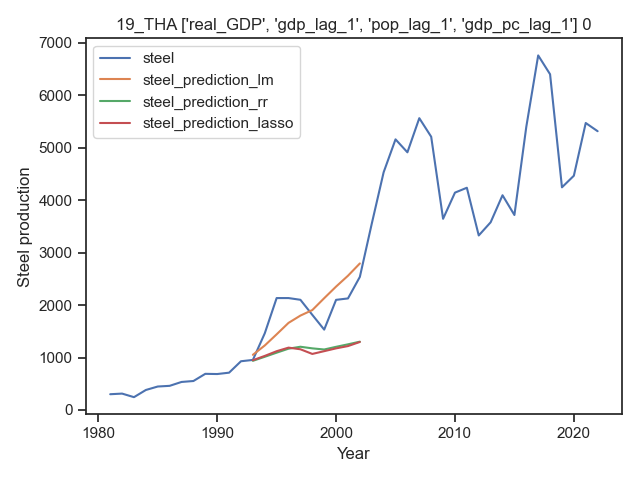 19_THA ['real_GDP', 'gdp_lag_1', 'pop_lag_1', 'gdp_pc_lag_1'] 0
7000
6000
5000
4000
3000
2000
1000
0
Steel production
steel
steel_prediction_lm
steel_prediction_rr
steel_prediction_lasso
1980
1990
2000
2010
2020
Year